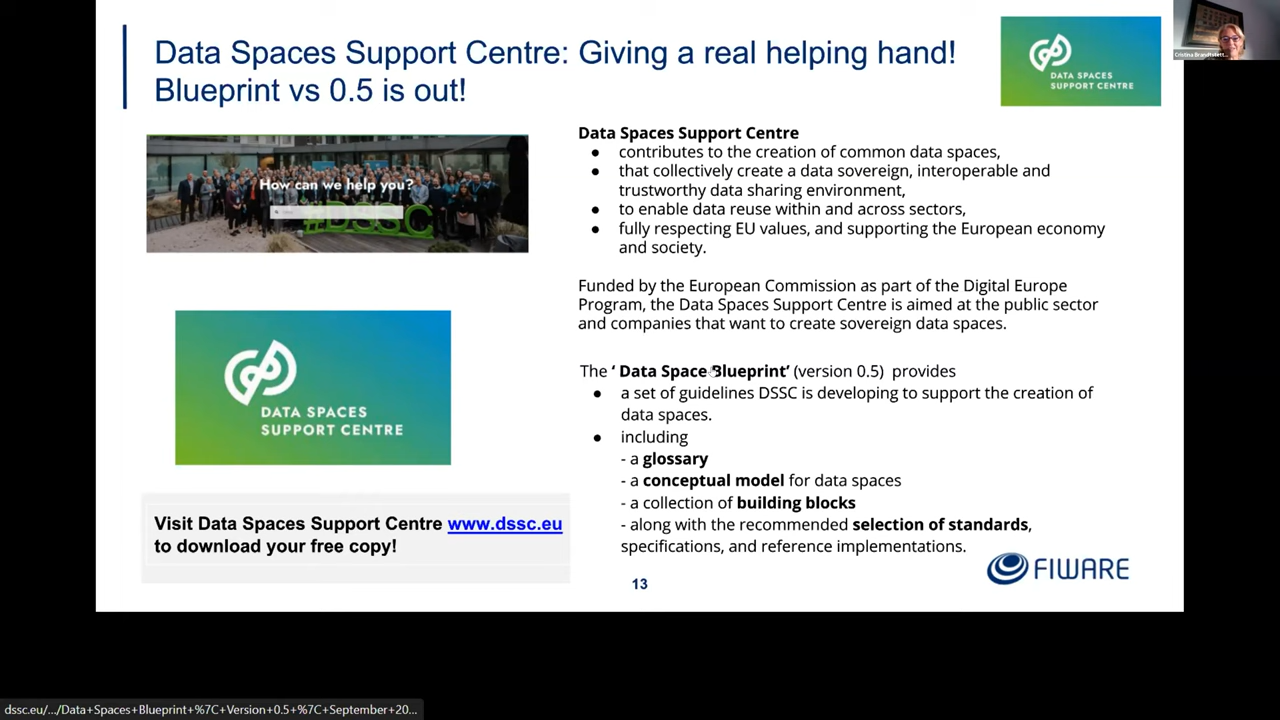 Data Spaces Support Centre: Giving a real helping hand!
Blueprint vs 0.5 is out!
DATA SPACES
SUPPORT CENTRE
How can we help you?
#DSSC
DATA SPACES
SUPPORT CENTRE
Visit Data Spaces Support Centre www.dssc.eu
to download your free copy!
Data Spaces Support Centre
● contributes to the creation of common data spaces,
● that collectively create a data sovereign, interoperable and
trustworthy data sharing environment,
● to enable data reuse within and across sectors,
● fully respecting EU values, and supporting the European economy
and society.
Funded by the European Commission as part of the Digital Europe
Program, the Data Spaces Support Centre is aimed at the public sector
and companies that want to create sovereign data spaces.
The ‘ Data Space Blueprint’ (version 0.5) provides
● a set of guidelines DSSC is developing to support the creation of
data spaces.
● including
- a glossary
- a conceptual model for data spaces
- a collection of building blocks
- along with the recommended selection of standards,
specifications, and reference implementations.
FIWARE
13
dssc.eu/.../Data+Spaces+Blueprint+%7C+Version+0.5+%7C+September+20...